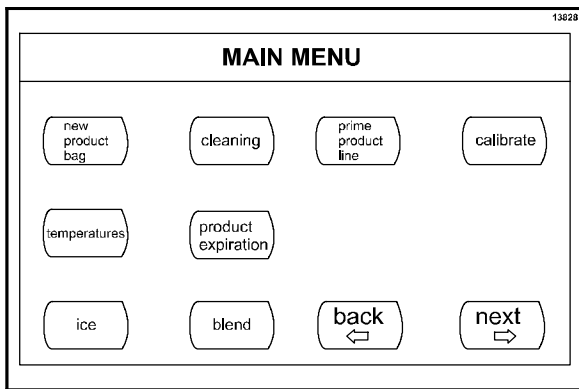 13828
MAIN MENU
new
product
bag
cleaning
prime
product
line
calibrate
temperatures
product
expiration
ice
blend
back
next